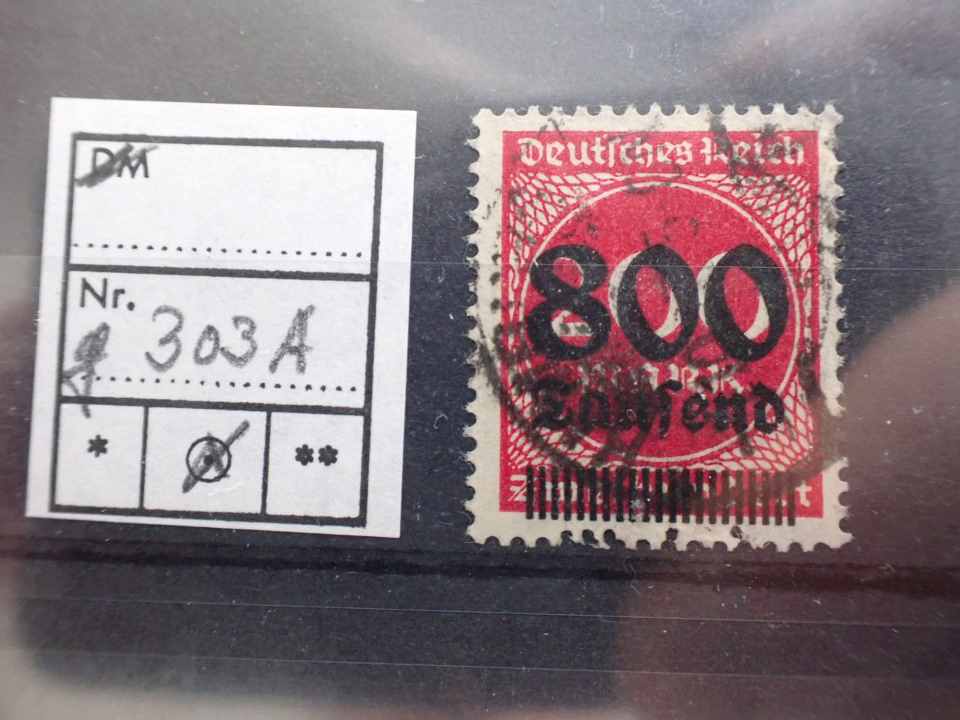 DM
Nr.
303A
*
**
Deutsches Reich
800
Tausend